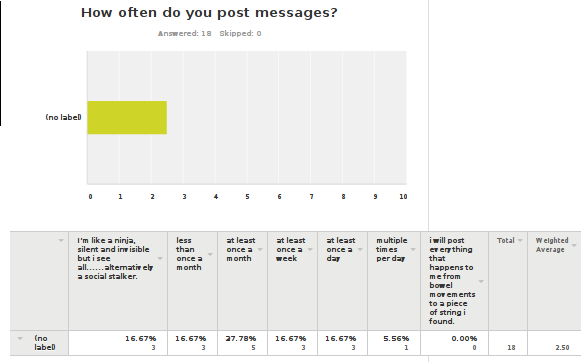 How often do you post messages?
Answered: 18 Skipped: 0
(no label)
0 1 2 3 4 5 6 7 8 9 10
I'm like a ninja,
silent and invisible
but i see
all......alternatively
a social stalker.
less
than
once a
month
at least
once a
month
at least
once a
week
at least
once a
day
multiple
times
per day
i will post
everything
that
happens to
me from
bowel
movements
to a piece
of string i
found.
Total
Weighted
Average
(no
label)
16.67%
3
16.67%
3
27.78%
5
16.67%
3
16.67%
3
5.56%
1
0.00%
0
18
2.50